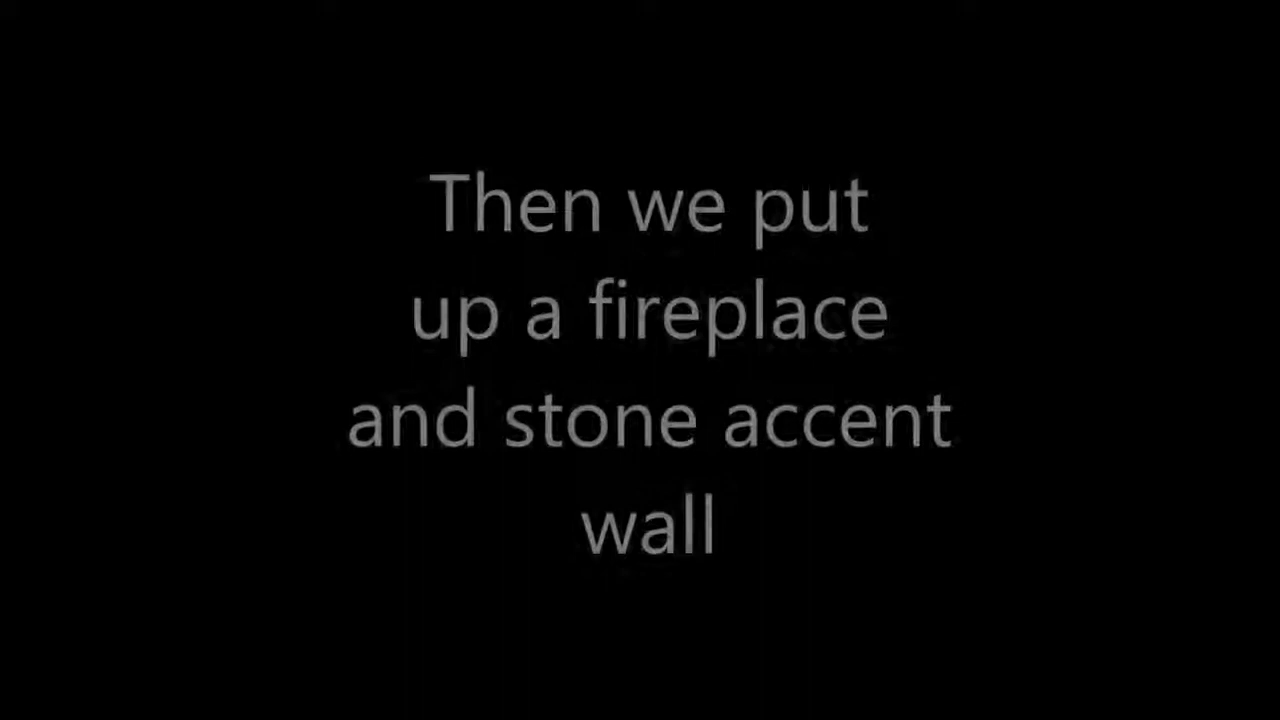 Then we put
up a fireplace
and stone accent
wall